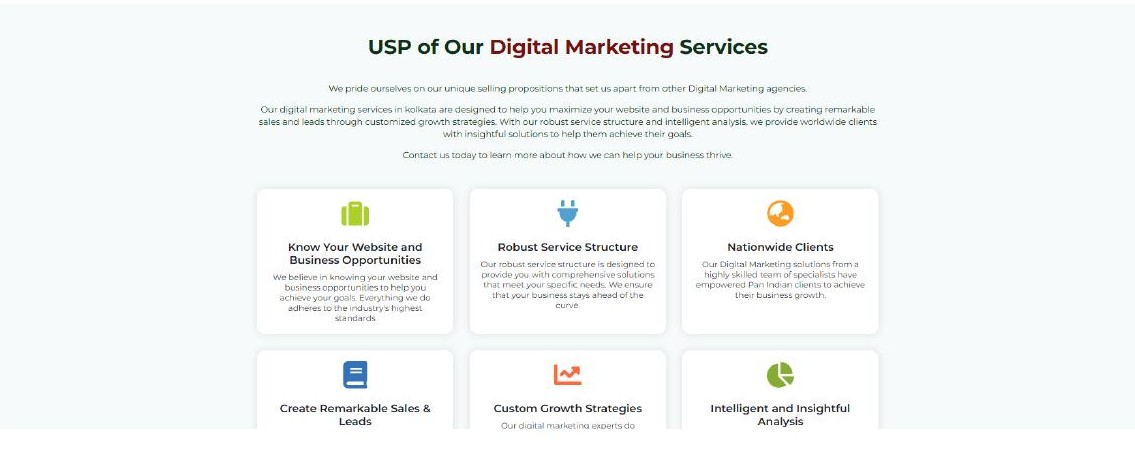 USP of Our Digital Marketing Services
We pride ourselves on our unique selling propositions that set us apart from other Digital Marketing agencies.
Our digital marketing services in kolkata are designed to help you maximize your website and business opportunities by creating remarkable
sales and leads through customized growth strategies. With our robust service structure and intelligent analysis, we provide worldwide clients
with insightful solutions to help them achieve their goals.
Contact us today to learn more about how we can help your business thrive.
Know Your Website and
Business Opportunities
We believe in knowing your website and
business opportunities to help you
achieve your goals. Everything we do
adheres to the industry's highest
standards
Robust Service Structure
Our robust service structure is designed to
provide you with comprehensive solutions
that meet your specific needs. We ensure
that your business stays ahead of the
curve.
Nationwide Clients
Our Digital Marketing solutions from a
highly skilled team of specialists have
empowered Pan Indian clients to achieve
their business growth.
Create Remarkable Sales &
Leads
Custom Growth Strategies
Our digital marketing experts do
Intelligent and Insightful
Analysis